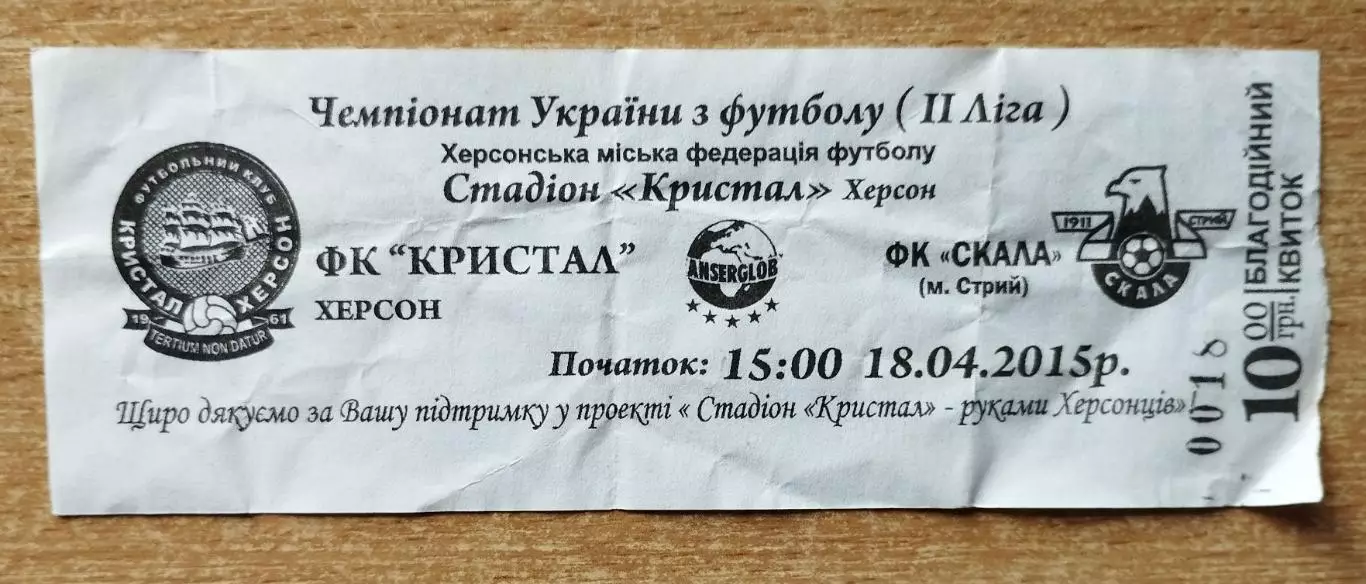 Чемпіонат України з футболу ( ІІ Ліга )
Херсонська міська федерація футболу
Стадіон «Кристал» Херсон
ФУТБОЛЬНИЙ КЛУБ
КРИСТАЛ ХЕРСОН
19 61
TERTIUM NON DATUR
ФК “КРИСТАЛ”
ХЕРСОН
ANSERGLOB
ФК «СКАЛА»
(м. Стрий)
1911 СТРИЙ
СКАЛА
Початок: 15:00 18.04.2015р.
Щиро дякуємо за Вашу підтримку у проекті « Стадіон «Кристал» - руками Херсонців»!
0018
10 00 грн.
БЛАГОДІЙНИЙ
КВИТОК